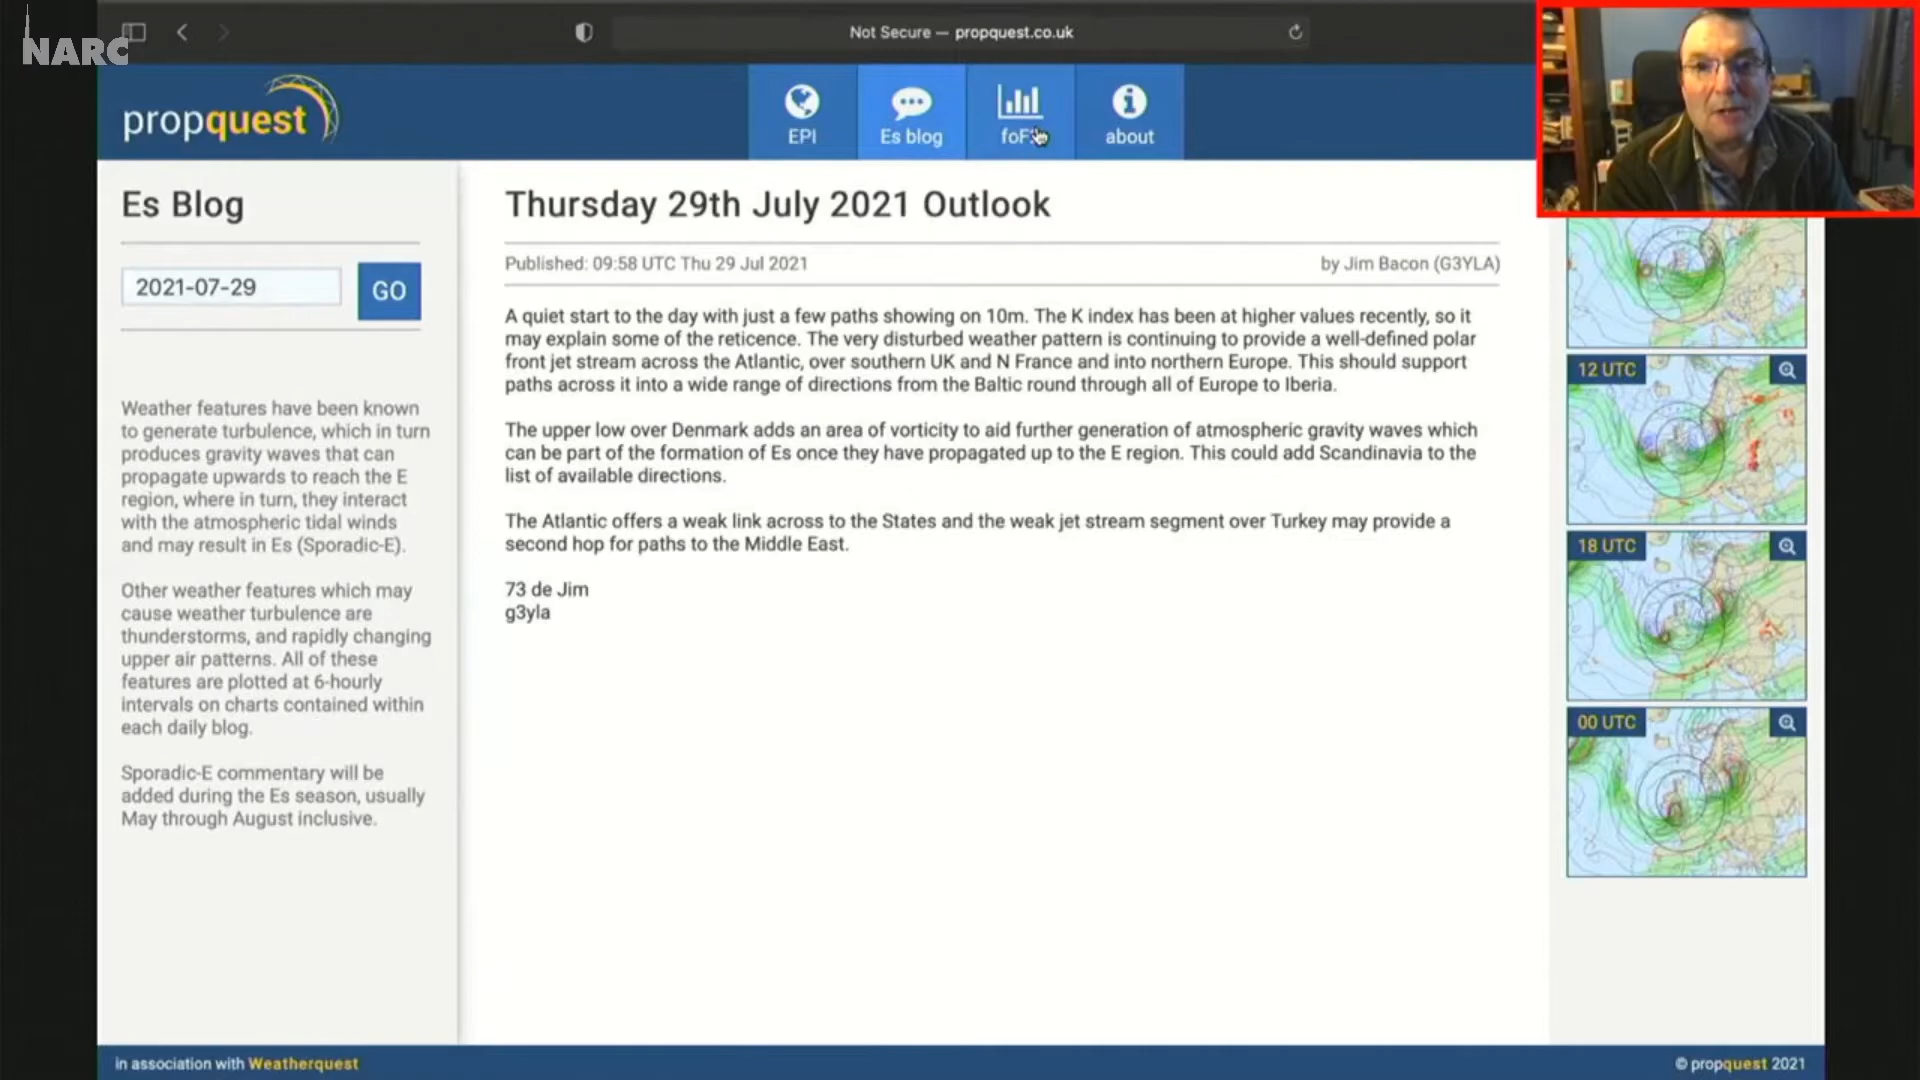 NARC
Not Secure — propquest.co.uk
propquest
EPI
Es blog
about
Es Blog
2021-07-29
GO
Weather features have been known
to generate turbulence, which in turn
produces gravity waves that can
propagate upwards to reach the E
region, where in turn, they interact
with the atmospheric tidal winds
and may result in Es (Sporadic-E).
Other weather features which may
cause weather turbulence are
thunderstorms, and rapidly changing
upper air patterns. All of these
features are plotted at 6-hourly
intervals on charts contained within
each daily blog.
Sporadic-E commentary will be
added during the Es season, usually
May through August inclusive.
Thursday 29th July 2021 Outlook
Published: 09:58 UTC Thu 29 Jul 2021
by Jim Bacon (G3YLA)
A quiet start to the day with just a few paths showing on 10m. The K index has been at higher values recently, so it
may explain some of the reticence. The very disturbed weather pattern is continuing to provide a well-defined polar
front jet stream across the Atlantic, over southern UK and N France and into northern Europe. This should support
paths across it into a wide range of directions from the Baltic round through all of Europe to Iberia.
The upper low over Denmark adds an area of vorticity to aid further generation of atmospheric gravity waves which
can be part of the formation of Es once they have propagated up to the E region. This could add Scandinavia to the
list of available directions.
The Atlantic offers a weak link across to the States and the weak jet stream segment over Turkey may provide a
second hop for paths to the Middle East.
73 de Jim
g3yla
12 UTC
18 UTC
00 UTC
in association with Weatherquest
© propquest 2021